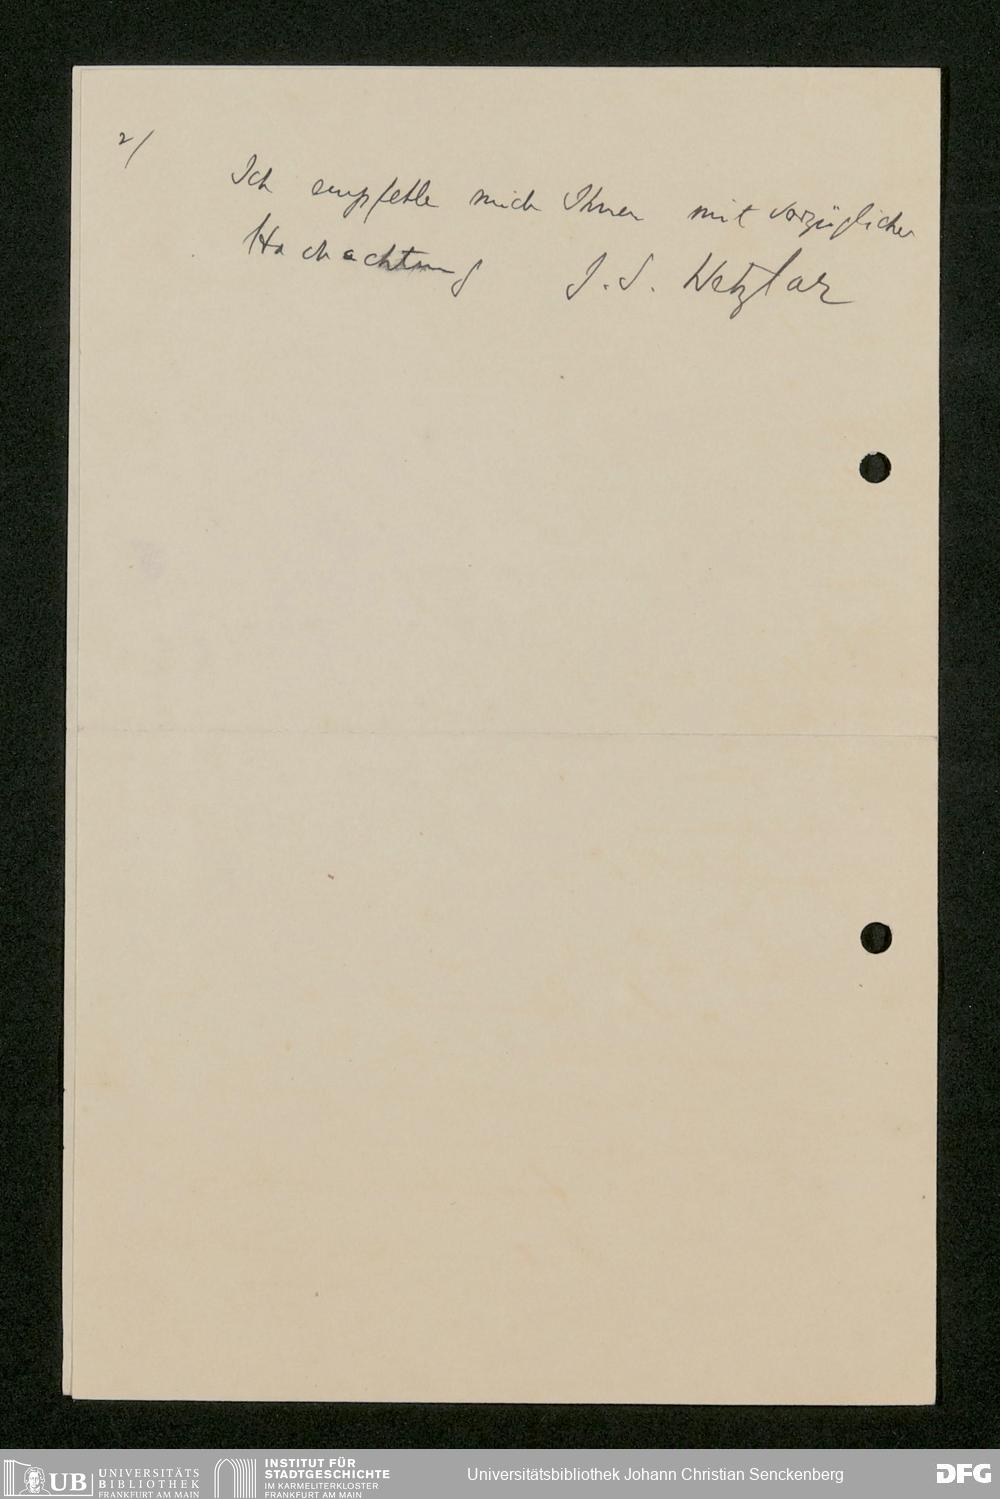 2/
Ich empfehle mich Ihnen mit vorzüglicher
Hochachtung J. S. Wetzlar
UB UNIVERSITÄTS
BIBLIOTHEK
FRANKFURT AM MAIN
INSTITUT FÜR
STADTGESCHICHTE
IM KARMELITERKLOSTER
FRANKFURT AM MAIN
Universitätsbibliothek Johann Christian Senckenberg
DFG